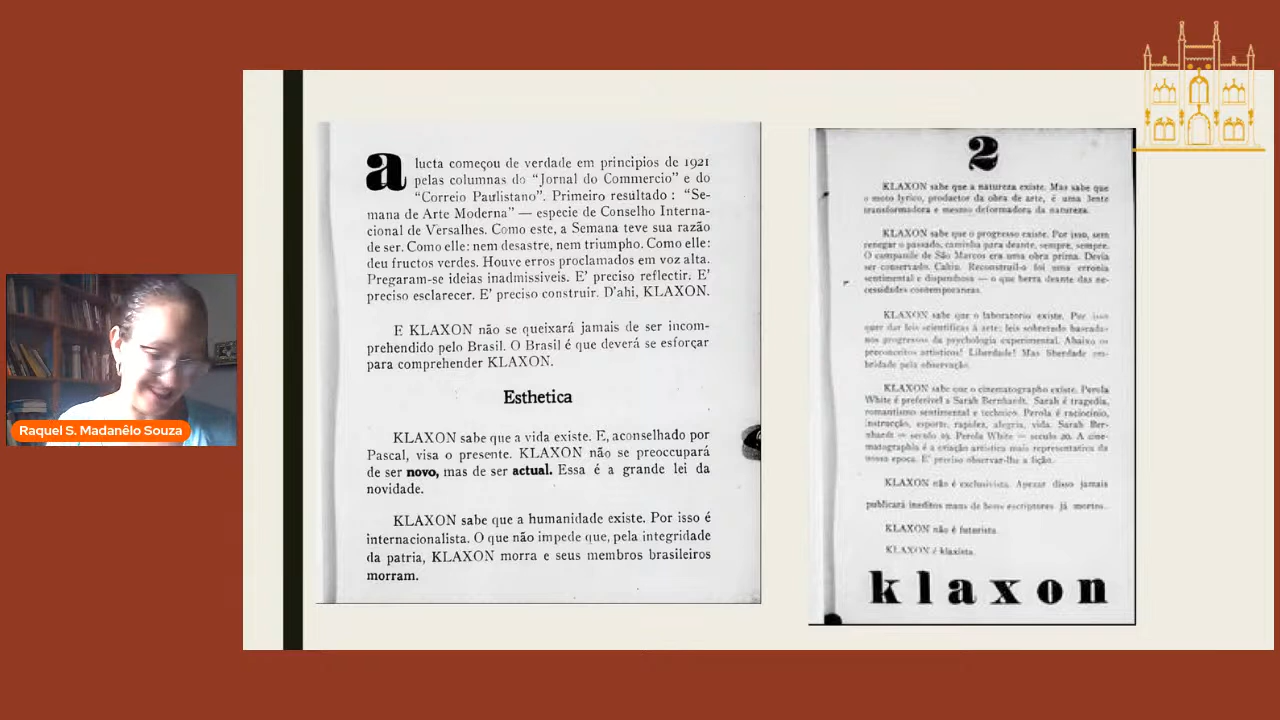 a lucta começou de verdade em principios de 1921
pelas columnas do “Jornal do Commercio” e do
“Correio Paulistano”. Primeiro resultado : “Se-
mana de Arte Moderna” — especie de Conselho Interna-
cional de Versalhes. Como este, a Semana teve sua razão
de ser. Como elle: nem desastre, nem triumpho. Como elle:
deu fructos verdes. Houve erros proclamados em voz alta.
Pregaram-se ideias inadmissiveis. E’ preciso reflectir. E’
preciso esclarecer. E’ preciso construir. D’ahi, KLAXON.
E KLAXON não se queixará jamais de ser incom-
prehendido pelo Brasil. O Brasil é que deverá se esforçar
para comprehender KLAXON.
Esthetica
KLAXON sabe que a vida existe. E, aconselhado por
Pascal, visa o presente. KLAXON não se preoccupará
de ser novo, mas de ser actual. Essa é a grande lei da
novidade.
KLAXON sabe que a humanidade existe. Por isso é
internacionalista. O que não impede que, pela integridade
da patria, KLAXON morra e seus membros brasileiros
morram.
2
KLAXON sabe que a natureza existe. Mas sabe que
o moto lyrico, productor da obra de arte, é uma lente
transformadora e mesmo deformadora da natureza.
KLAXON sabe que o progresso existe. Por isso, sem
renegar o passado, caminha para deante, sempre, sempre.
O campanile de São Marcos era uma obra prima. Devia
ser conservado. Cahiu. Reconstruil-o foi uma erronia
sentimental e dispendiosa — o que berra deante das ne-
cessidades contemporaneas.
KLAXON sabe que o laboratorio existe. Por isso
quer dar leis scientificas á arte; leis sobretudo baseadas
nos progressos da psychologia experimental. Abaixo os
preconceitos artisticos! Liberdade! Mas liberdade em-
bridada pela observação.
KLAXON sabe que o cinematographo existe. Perola
White é preferivel a Sarah Bernhardt. Sarah é tragedia,
romantismo sentimental e technico. Perola é raciocinio,
instrucção, esporte, rapidez, alegria, vida. Sarah Ber-
nhardt = seculo 19. Perola White = seculo 20. A cine-
matographia é a criação artistica mais representativa da
nossa epoca. E’ preciso observar-lhe a lição.
KLAXON não é exclusivista. Apezar disso jamais
publicará ineditos maus de bons escriptores já mortos.
KLAXON não é futurista.
KLAXON é klaxista.
klaxon
Raquel S. Madanêlo Souza